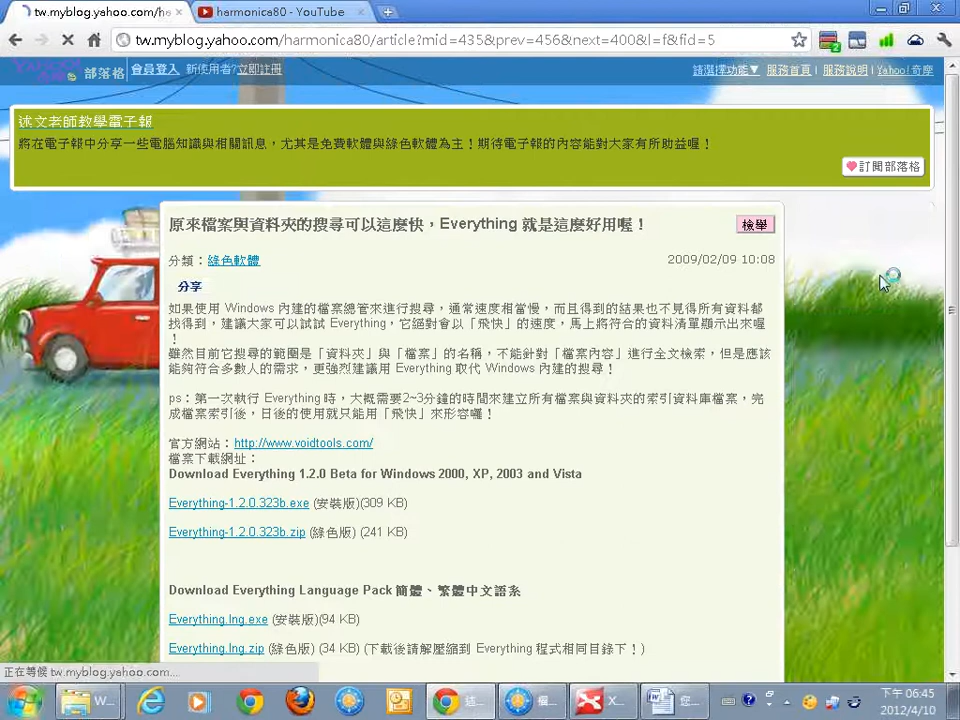 tw.myblog.yahoo.com/ha
harmonica80 - YouTube
tw.myblog.yahoo.com/harmonica80/article?mid=435&prev=456&next=400&l=f&fid=5
部落格 會員登入 新使用者?立即註冊
請選擇功能▼ 服務首頁 | 服務說明 | Yahoo!奇摩
述文老師教學電子報
將在電子報中分享一些電腦知識與相關訊息，尤其是免費軟體與綠色軟體為主！期待電子報的內容能對大家有所助益喔！
訂閱部落格
原來檔案與資料夾的搜尋可以這麼快，Everything 就是這麼好用喔！
檢舉
分類：綠色軟體
2009/02/09 10:08
分享
如果使用 Windows 內建的檔案總管來進行搜尋，通常速度相當慢，而且得到的結果也不見得所有資料都
找得到，建議大家可以試試 Everything，它絕對會以「飛快」的速度，馬上將符合的資料清單顯示出來喔
！
雖然目前它搜尋的範圍是「資料夾」與「檔案」的名稱，不能針對「檔案內容」進行全文檢索，但是應該
能夠符合多數人的需求，更強烈建議用 Everything 取代 Windows 內建的搜尋！
ps：第一次執行 Everything 時，大概需要2~3分鐘的時間來建立所有檔案與資料夾的索引資料庫檔案，完
成檔案索引後，日後的使用就只能用「飛快」來形容囉！
官方網站：http://www.voidtools.com/
檔案下載網址：
Download Everything 1.2.0 Beta for Windows 2000, XP, 2003 and Vista
Everything-1.2.0.323b.exe (安裝版)(309 KB)
Everything-1.2.0.323b.zip (綠色版) (241 KB)
Download Everything Language Pack 簡體、繁體中文語系
Everything.lng.exe (安裝版)(94 KB)
Everything.lng.zip (綠色版) (34 KB) (下載後請解壓縮到 Everything 程式相同目錄下！)
正在等候 tw.myblog.yahoo.com...
W...
這...
個...
X...
您...
下午 06:45
2012/4/10